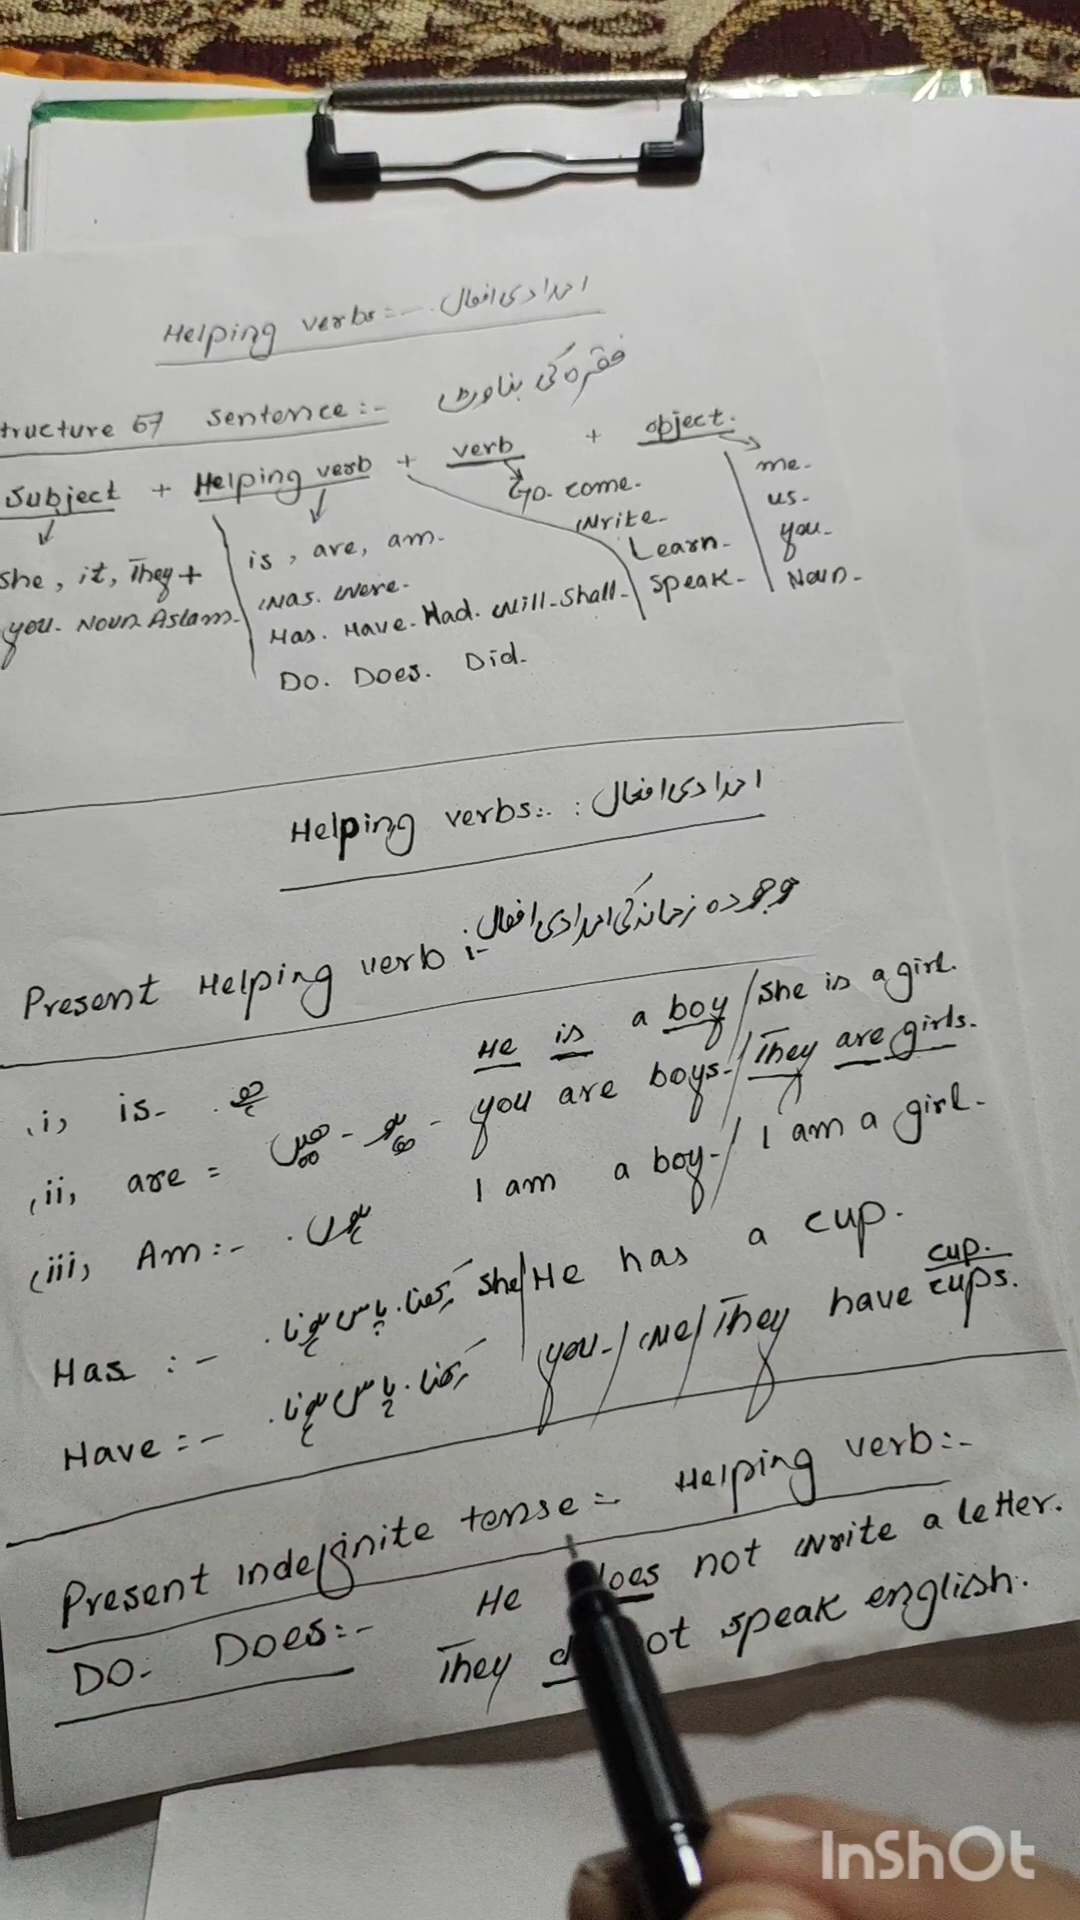 Helping verbs:-. امدادی افعال
tructure of sentence:- فقرہ کی بناوٹ
Subject + Helping verb + verb + object.
Go. come. me.
write. us.
is, are, am. Learn. you.
she, it, They + was. were. speak. Noun.
you. Noun Aslam. Has. Have. Had. Will. Shall.
Do. Does. Did.
Helping verbs:. : امدادی افعال
Present Helping verb :- موجودہ زمانہ کی امدادی افعال
(i) is- ہے. He is a boy / She is a girl.
(ii) are = ہیں - ہو - you are boys- / They are girls.
(iii) Am:- ہوں. I am a boy- / I am a girl.
Has :- رکھنا. پاس ہونا. She/He has a cup.
Have:- رکھنا. پاس ہونا. you- / We / They have cup. cups.
Present indefinite tense:- Helping verb:-
DO. Does:- He does not write a letter.
They do not speak english.
InShOt